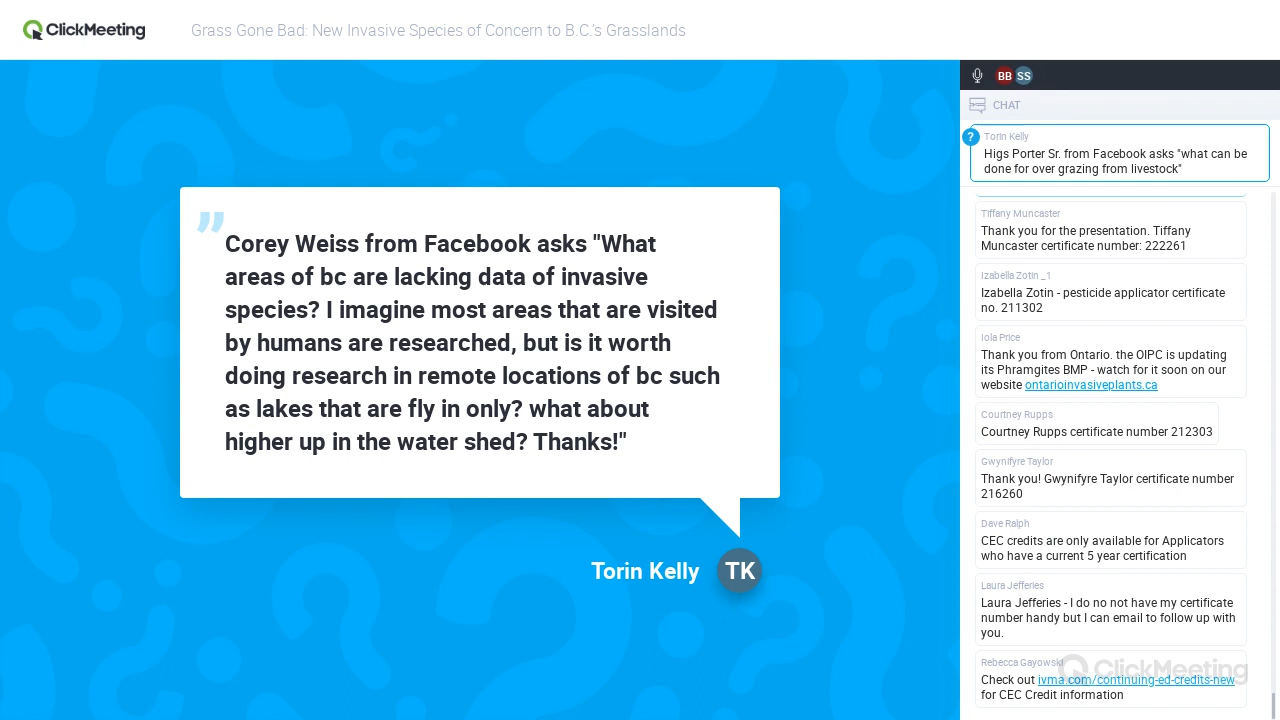 ClickMeeting
Grass Gone Bad: New Invasive Species of Concern to B.C.'s Grasslands
BB SS
CHAT
?
Torin Kelly
Higs Porter Sr. from Facebook asks "what can be
done for over grazing from livestock"
"
Corey Weiss from Facebook asks "What
areas of bc are lacking data of invasive
species? I imagine most areas that are visited
by humans are researched, but is it worth
doing research in remote locations of bc such
as lakes that are fly in only? what about
higher up in the water shed? Thanks!"
Torin Kelly
TK
Tiffany Muncaster
Thank you for the presentation. Tiffany
Muncaster certificate number: 222261
Izabella Zotin _1
Izabella Zotin - pesticide applicator certificate
no. 211302
Iola Price
Thank you from Ontario. the OIPC is updating
its Phramgites BMP - watch for it soon on our
website ontarioinvasiveplants.ca
Courtney Rupps
Courtney Rupps certificate number 212303
Gwynifyre Taylor
Thank you! Gwynifyre Taylor certificate number
216260
Dave Ralph
CEC credits are only available for Applicators
who have a current 5 year certification
Laura Jefferies
Laura Jefferies - I do no not have my certificate
number handy but I can email to follow up with
you.
Rebecca Gayowski
Check out ivma.com/continuing-ed-credits-new
for CEC Credit information
ClickMeeting